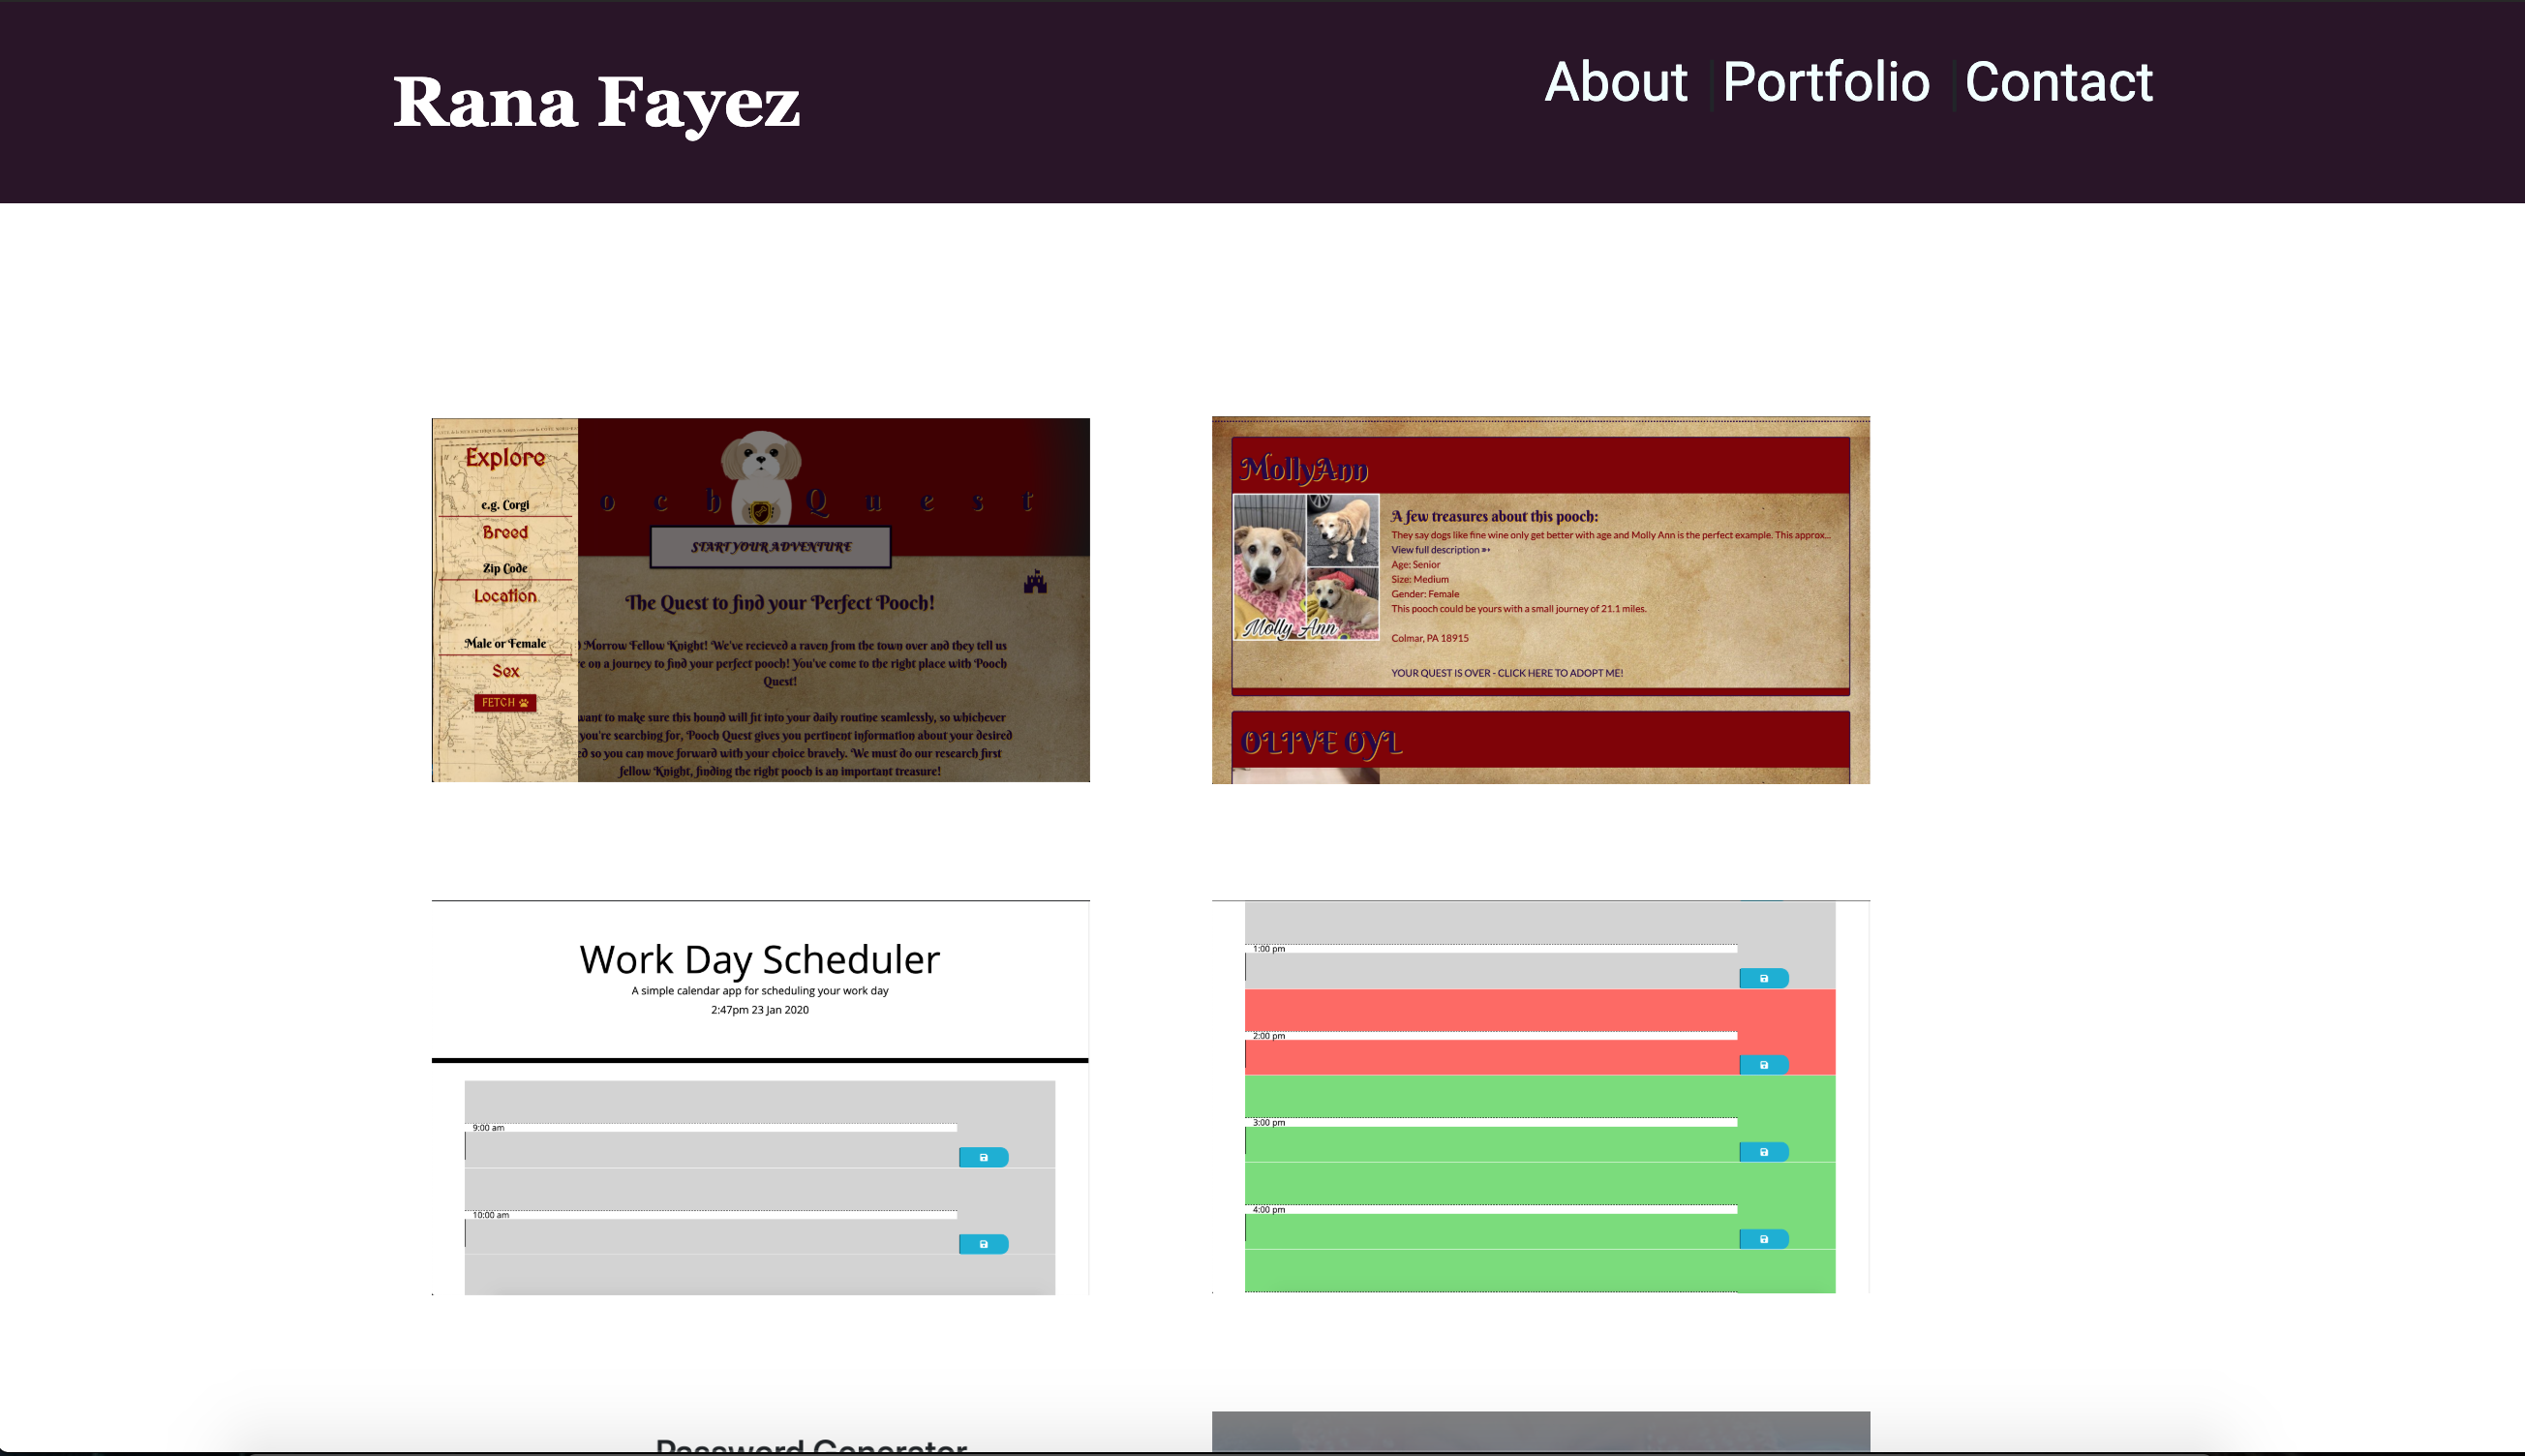 Rana Fayez
About
Portfolio
Contact
Explore
e.g. Corgi
Breed
Zip Code
Location
Male or Female
Sex
FETCH
o c h Q u e s t
START YOUR ADVENTURE
The Quest to find your Perfect Pooch!
Morrow Fellow Knight! We've recieved a raven from the town over and they tell us
on a journey to find your perfect pooch! You've come to the right place with Pooch
Quest!
want to make sure this hound will fit into your daily routine seamlessly, so whichever
you're searching for, Pooch Quest gives you pertinent information about your desired
so you can move forward with your choice bravely. We must do our research first
fellow Knight, finding the right pooch is an important treasure!
MollyAnn
A few treasures about this pooch:
They say dogs like fine wine only get better with age and Molly Ann is the perfect example. This approx...
View full description
Age: Senior
Size: Medium
Gender: Female
This pooch could be yours with a small journey of 21.1 miles.
Colmar, PA 18915
YOUR QUEST IS OVER - CLICK HERE TO ADOPT ME!
Molly Ann
OLIVE OYL
Work Day Scheduler
A simple calendar app for scheduling your work day
2:47pm 23 Jan 2020
9:00 am
10:00 am
1:00 pm
2:00 pm
3:00 pm
4:00 pm
Password Generator